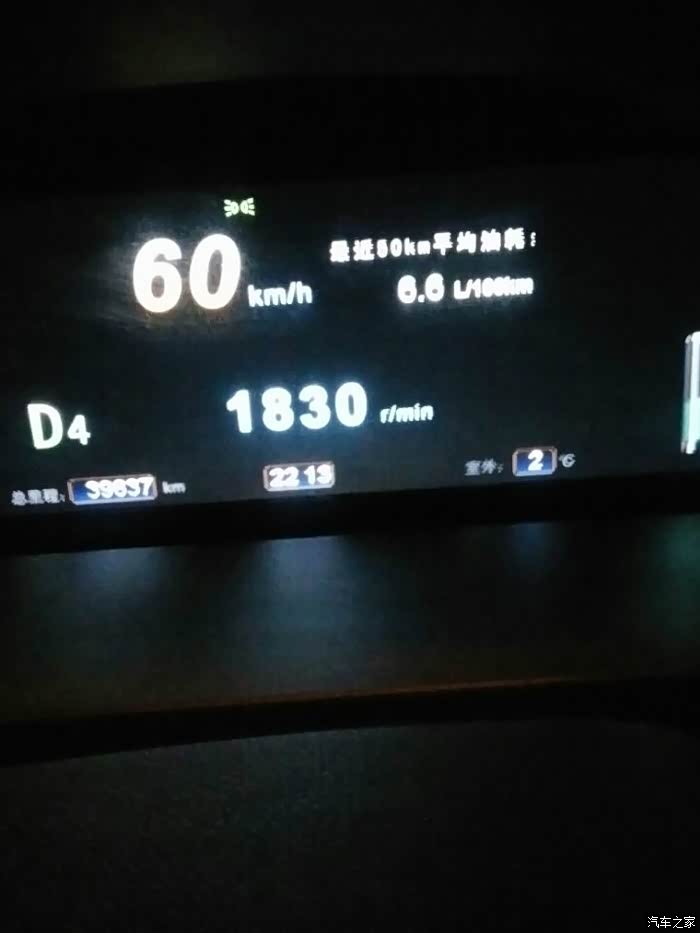 60 km/h
最近50km平均油耗:
6.6 L/100km
D4
1830 r/min
总里程: 39637 km
22:13
室外: 2 ℃
汽车之家